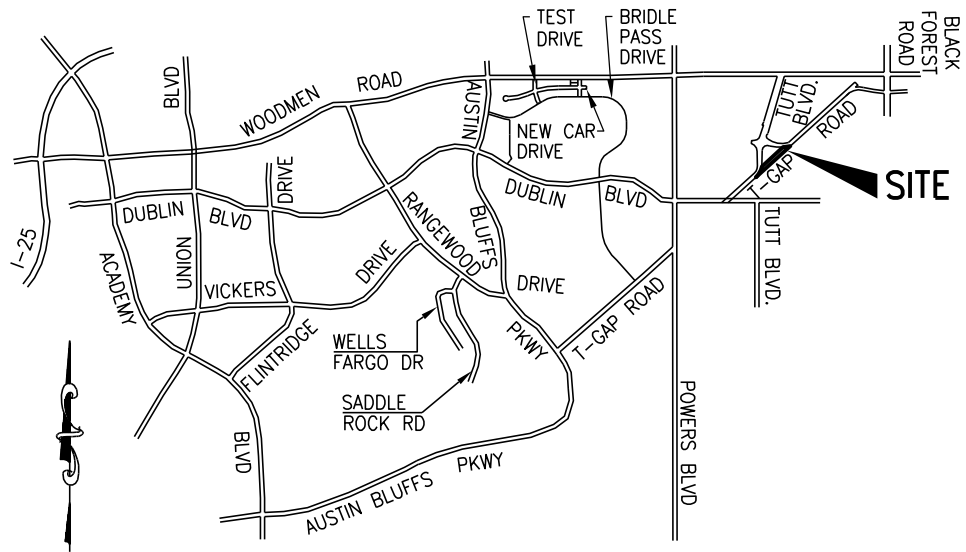 TEST
DRIVE
BRIDLE
PASS
DRIVE
BLACK
FOREST
ROAD
BLVD
WOODMEN ROAD
AUSTIN
NEW CAR
DRIVE
TUTT
BLVD.
T-GAP ROAD
SITE
DRIVE
DUBLIN BLVD
DUBLIN BLVD
I-25
ACADEMY
UNION
VICKERS DRIVE
RANGEWOOD
BLUFFS
DRIVE
TUTT BLVD.
FLINTRIDGE
WELLS
FARGO DR
PKWY
T-GAP ROAD
SADDLE
ROCK RD
POWERS BLVD
BLVD
AUSTIN BLUFFS PKWY